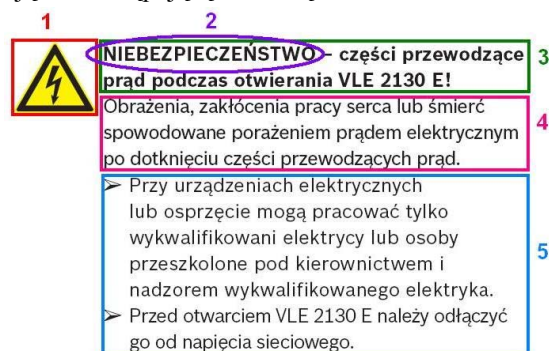 1
2
NIEBEZPIECZEŃSTWO – części przewodzące
prąd podczas otwierania VLE 2130 E!
3
Obrażenia, zakłócenia pracy serca lub śmierć
spowodowane porażeniem prądem elektrycznym
po dotknięciu części przewodzących prąd.
4
➢ Przy urządzeniach elektrycznych
lub osprzęcie mogą pracować tylko
wykwalifikowani elektrycy lub osoby
przeszkolone pod kierownictwem i
nadzorem wykwalifikowanego elektryka.
➢ Przed otwarciem VLE 2130 E należy odłączyć
go od napięcia sieciowego.
5